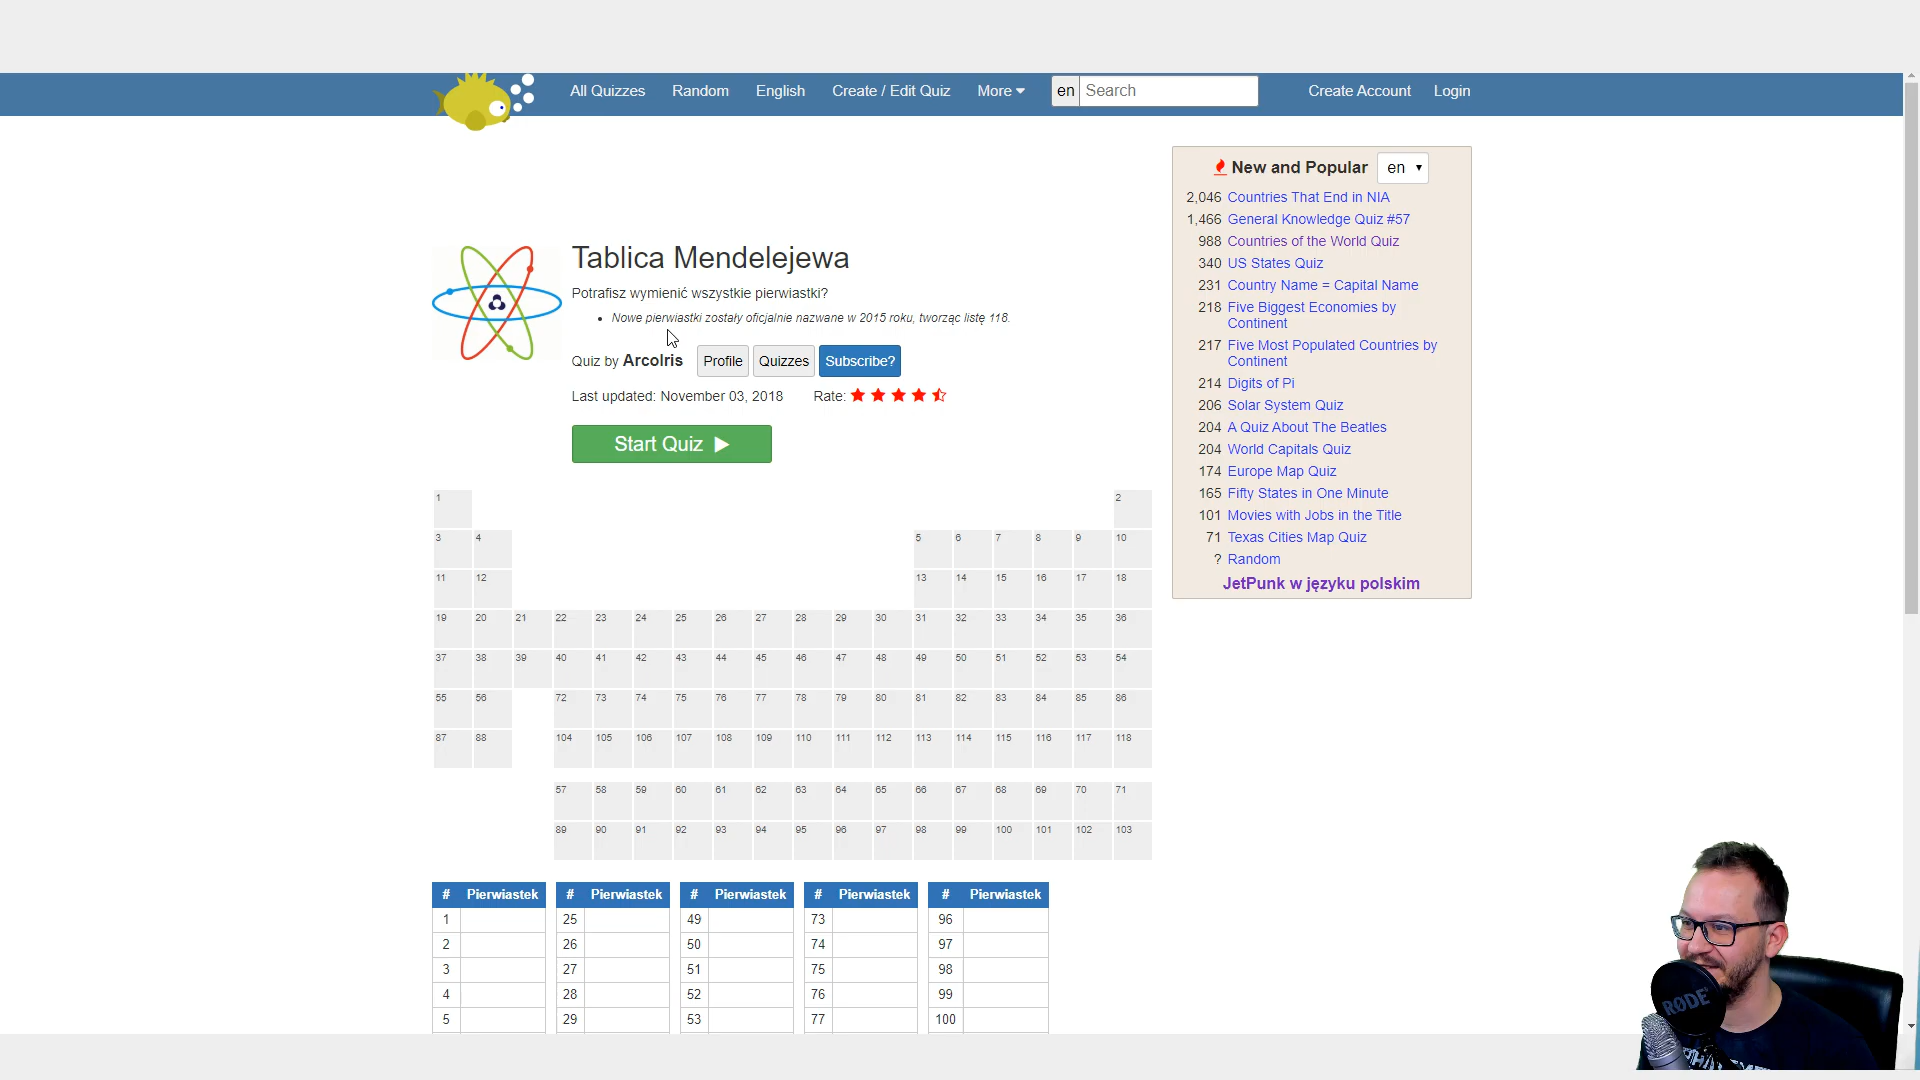 All Quizzes Random English Create / Edit Quiz More en Search Create Account Login
Tablica Mendelejewa
Potrafisz wymienić wszystkie pierwiastki?
Nowe pierwiastki zostały oficjalnie nazwane w 2015 roku, tworząc listę 118.
Quiz by ArcoIris Profile Quizzes Subscribe?
Last updated: November 03, 2018 Rate:
Start Quiz
New and Popular en
2,046 Countries That End in NIA
1,466 General Knowledge Quiz #57
988 Countries of the World Quiz
340 US States Quiz
231 Country Name = Capital Name
218 Five Biggest Economies by
Continent
217 Five Most Populated Countries by
Continent
214 Digits of Pi
206 Solar System Quiz
204 A Quiz About The Beatles
204 World Capitals Quiz
174 Europe Map Quiz
165 Fifty States in One Minute
101 Movies with Jobs in the Title
71 Texas Cities Map Quiz
? Random
JetPunk w języku polskim
1 2
3 4 5 6 7 8 9 10
11 12 13 14 15 16 17 18
19 20 21 22 23 24 25 26 27 28 29 30 31 32 33 34 35 36
37 38 39 40 41 42 43 44 45 46 47 48 49 50 51 52 53 54
55 56 72 73 74 75 76 77 78 79 80 81 82 83 84 85 86
87 88 104 105 106 107 108 109 110 111 112 113 114 115 116 117 118
57 58 59 60 61 62 63 64 65 66 67 68 69 70 71
89 90 91 92 93 94 95 96 97 98 99 100 101 102 103
# Pierwiastek # Pierwiastek # Pierwiastek # Pierwiastek # Pierwiastek
1 25 49 73 96
2 26 50 74 97
3 27 51 75 98
4 28 52 76 99
5 29 53 77 100
RØDE